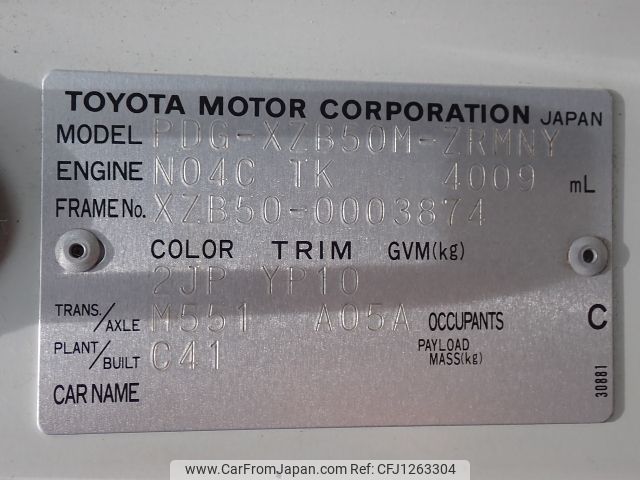 TOYOTA MOTOR CORPORATION JAPAN
MODEL PDG-XZB50M-ZRMNY
ENGINE N04C TK 4009 mL
FRAME No. XZB50-0003874
COLOR TRIM GVM(kg)
2JP YP10
TRANS./AXLE M551 A05A OCCUPANTS C
PLANT/BUILT C41 PAYLOAD MASS(kg)
CAR NAME
30881
www.CarFromJapan.com | CFJ1263304